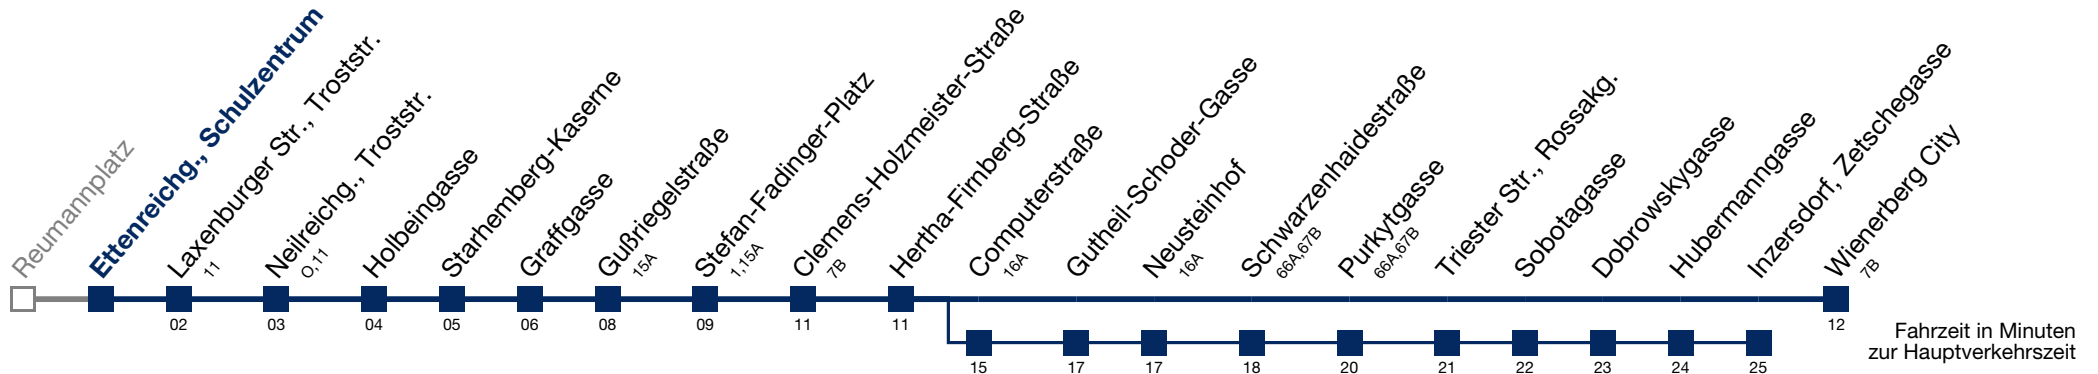 Reumannplatz
Ettenreichg., Schulzentrum
Laxenburger Str., Troststr.
11
Neilreichg., Troststr.
O,11
Holbeingasse
Starhemberg-Kaserne
Graffgasse
Gußriegelstraße
15A
Stefan-Fadinger-Platz
1,15A
Clemens-Holzmeister-Straße
7B
Hertha-Firnberg-Straße
Computerstraße
16A
Gutheil-Schoder-Gasse
Neusteinhof
16A
Schwarzenhaidestraße
66A,67B
Purkytgasse
66A,67B
Triester Str., Rossakg.
Sobotagasse
Dobrowskygasse
Hubermanngasse
Inzersdorf, Zetschegasse
Wienerberg City
7B
02 03 04 05 06 08 09 11 11 12
15 17 17 18 20 21 22 23 24 25
Fahrzeit in Minuten
zur Hauptverkehrszeit